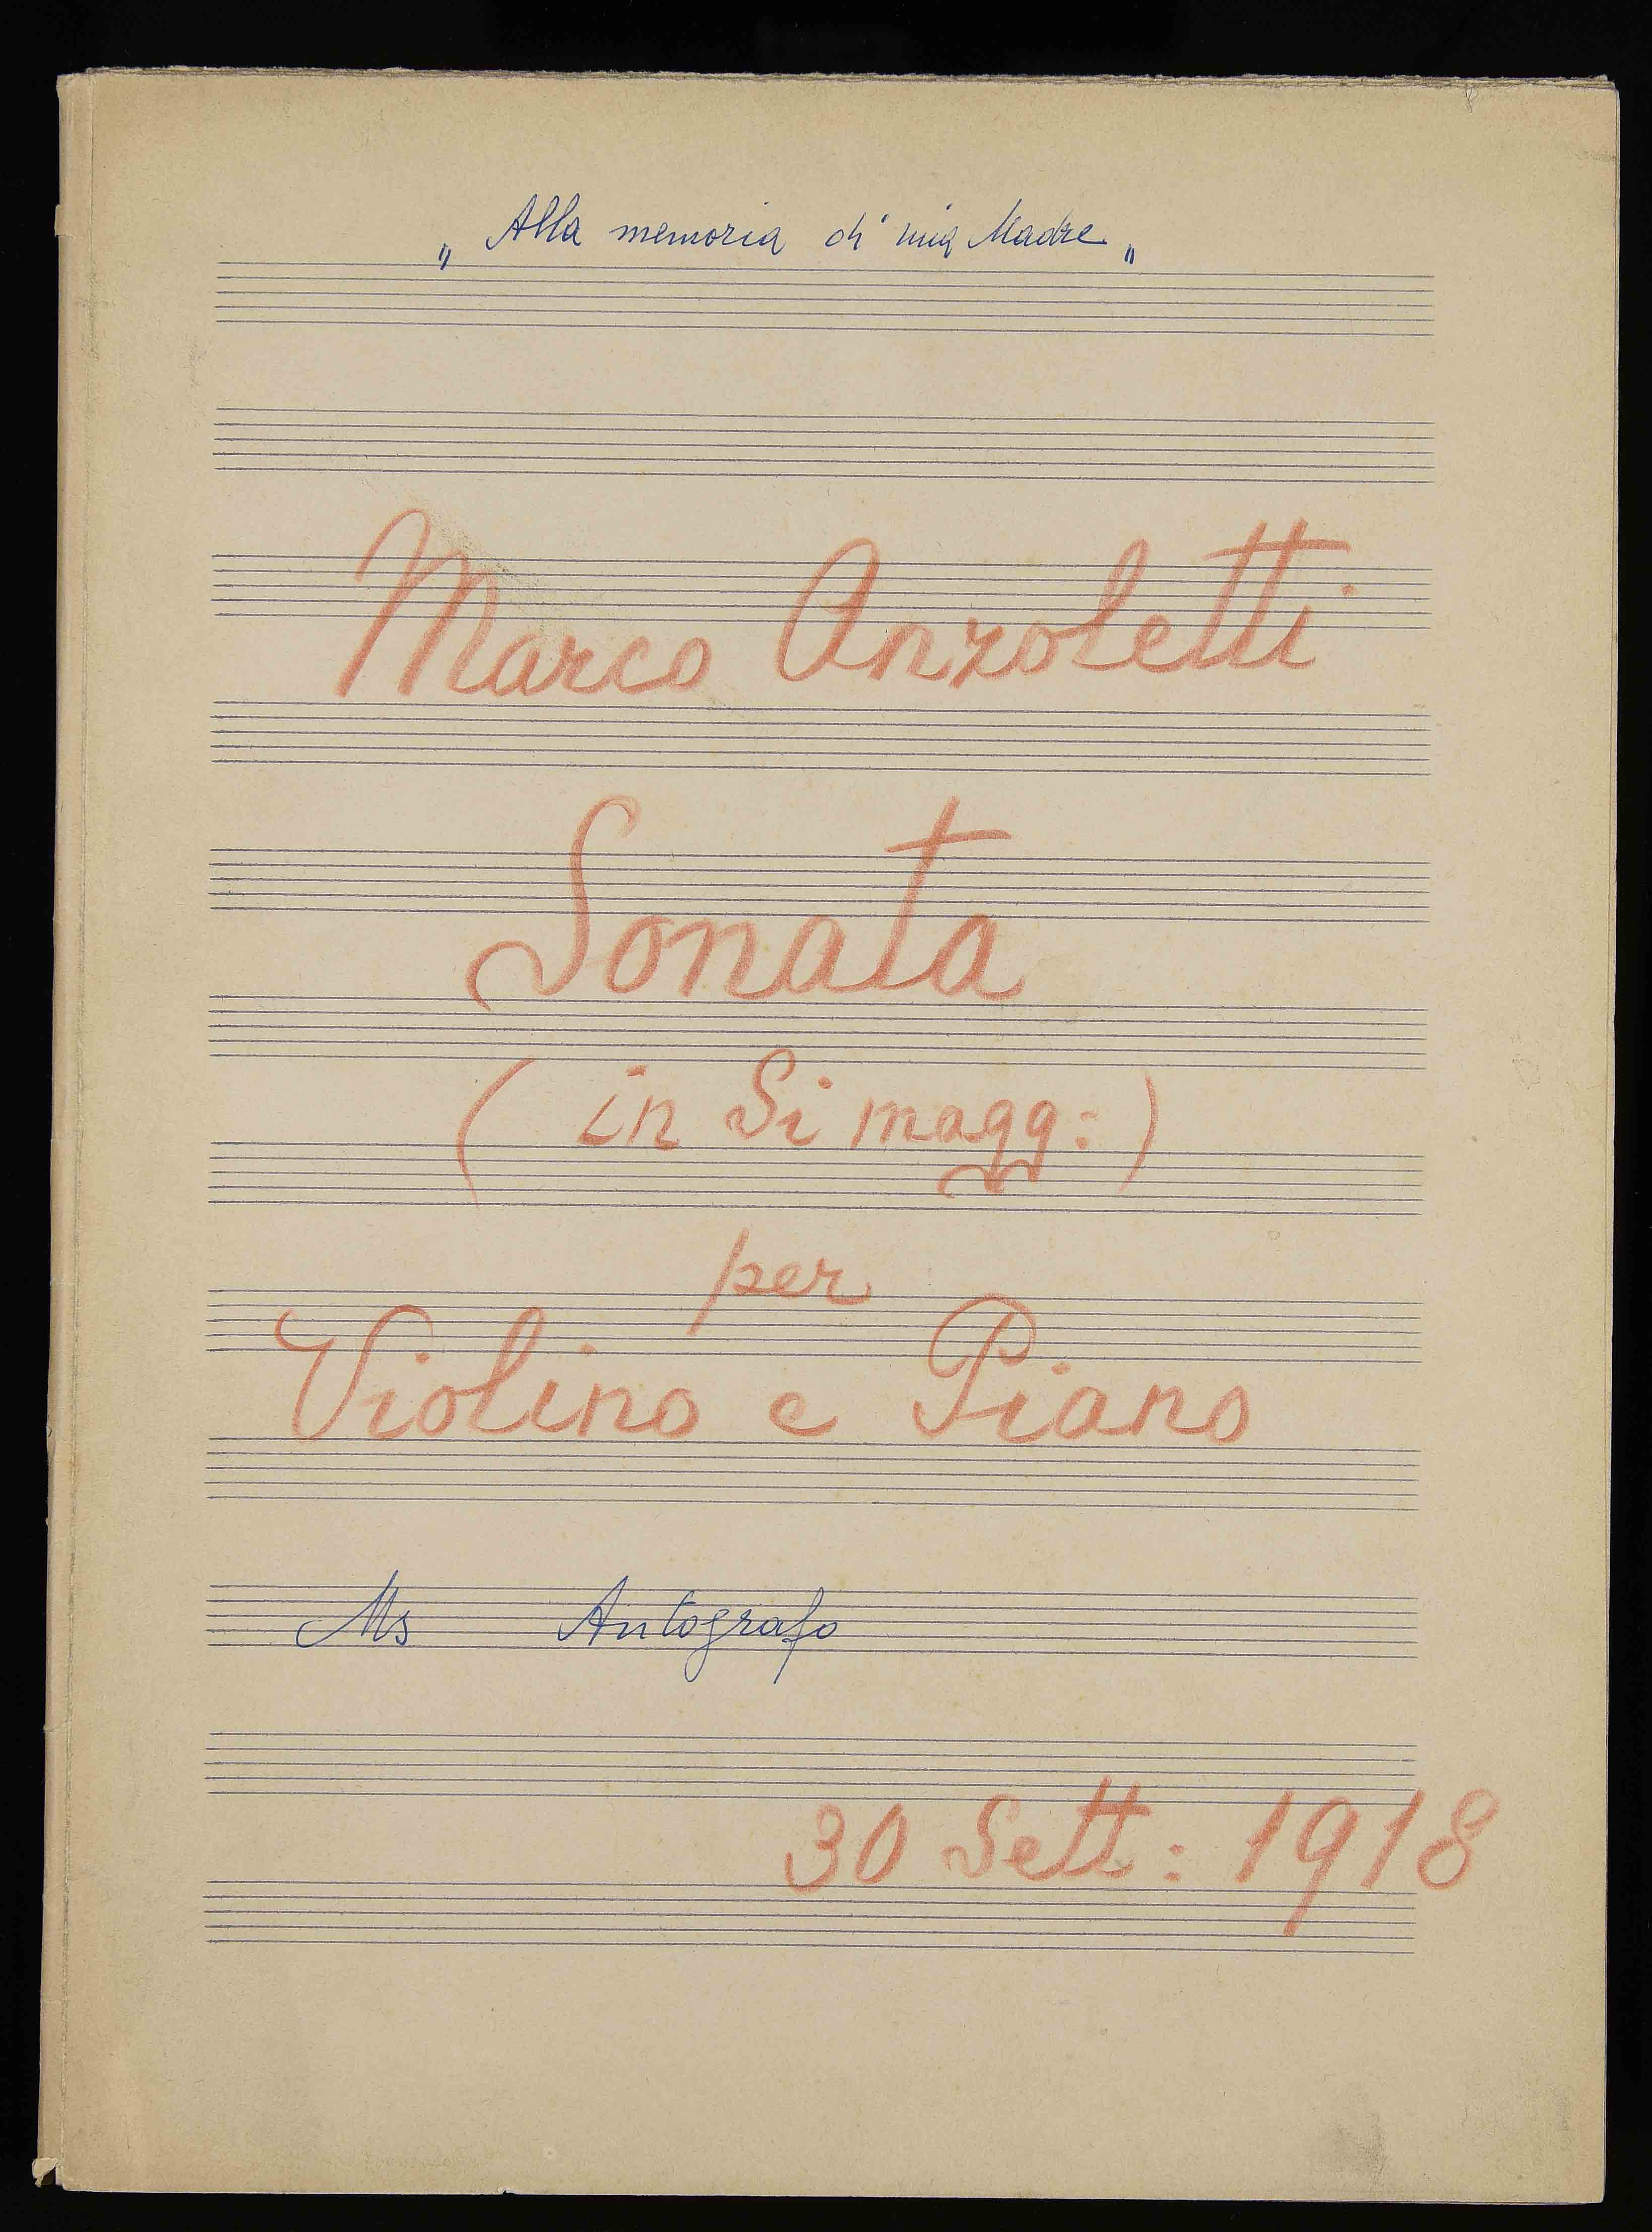 „ Alla memoria di mia Madre „
Marco Anzoletti
Sonata
( in Si magg: )
per
Violino e Piano
Ms Autografo
30 Sett: 1918